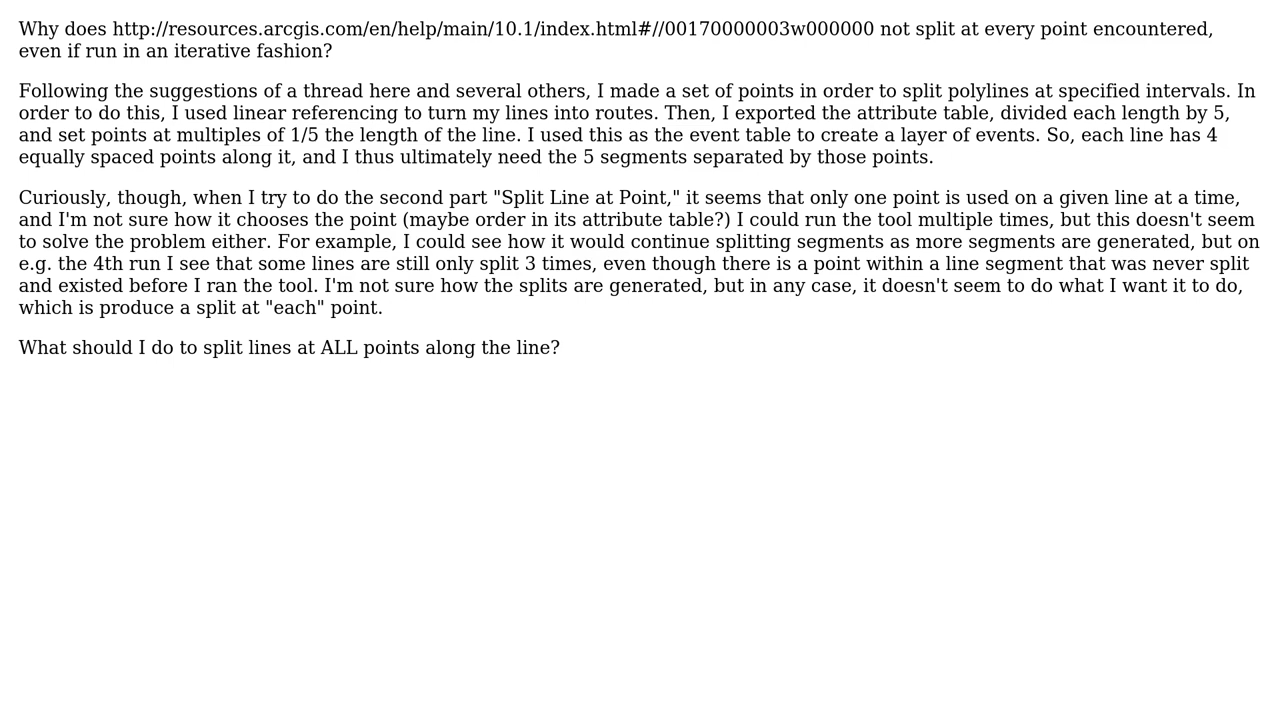 Why does http://resources.arcgis.com/en/help/main/10.1/index.html#//00170000003w000000 not split at every point encountered,
even if run in an iterative fashion?
Following the suggestions of a thread here and several others, I made a set of points in order to split polylines at specified intervals. In
order to do this, I used linear referencing to turn my lines into routes. Then, I exported the attribute table, divided each length by 5,
and set points at multiples of 1/5 the length of the line. I used this as the event table to create a layer of events. So, each line has 4
equally spaced points along it, and I thus ultimately need the 5 segments separated by those points.
Curiously, though, when I try to do the second part "Split Line at Point," it seems that only one point is used on a given line at a time,
and I'm not sure how it chooses the point (maybe order in its attribute table?) I could run the tool multiple times, but this doesn't seem
to solve the problem either. For example, I could see how it would continue splitting segments as more segments are generated, but on
e.g. the 4th run I see that some lines are still only split 3 times, even though there is a point within a line segment that was never split
and existed before I ran the tool. I'm not sure how the splits are generated, but in any case, it doesn't seem to do what I want it to do,
which is produce a split at "each" point.
What should I do to split lines at ALL points along the line?